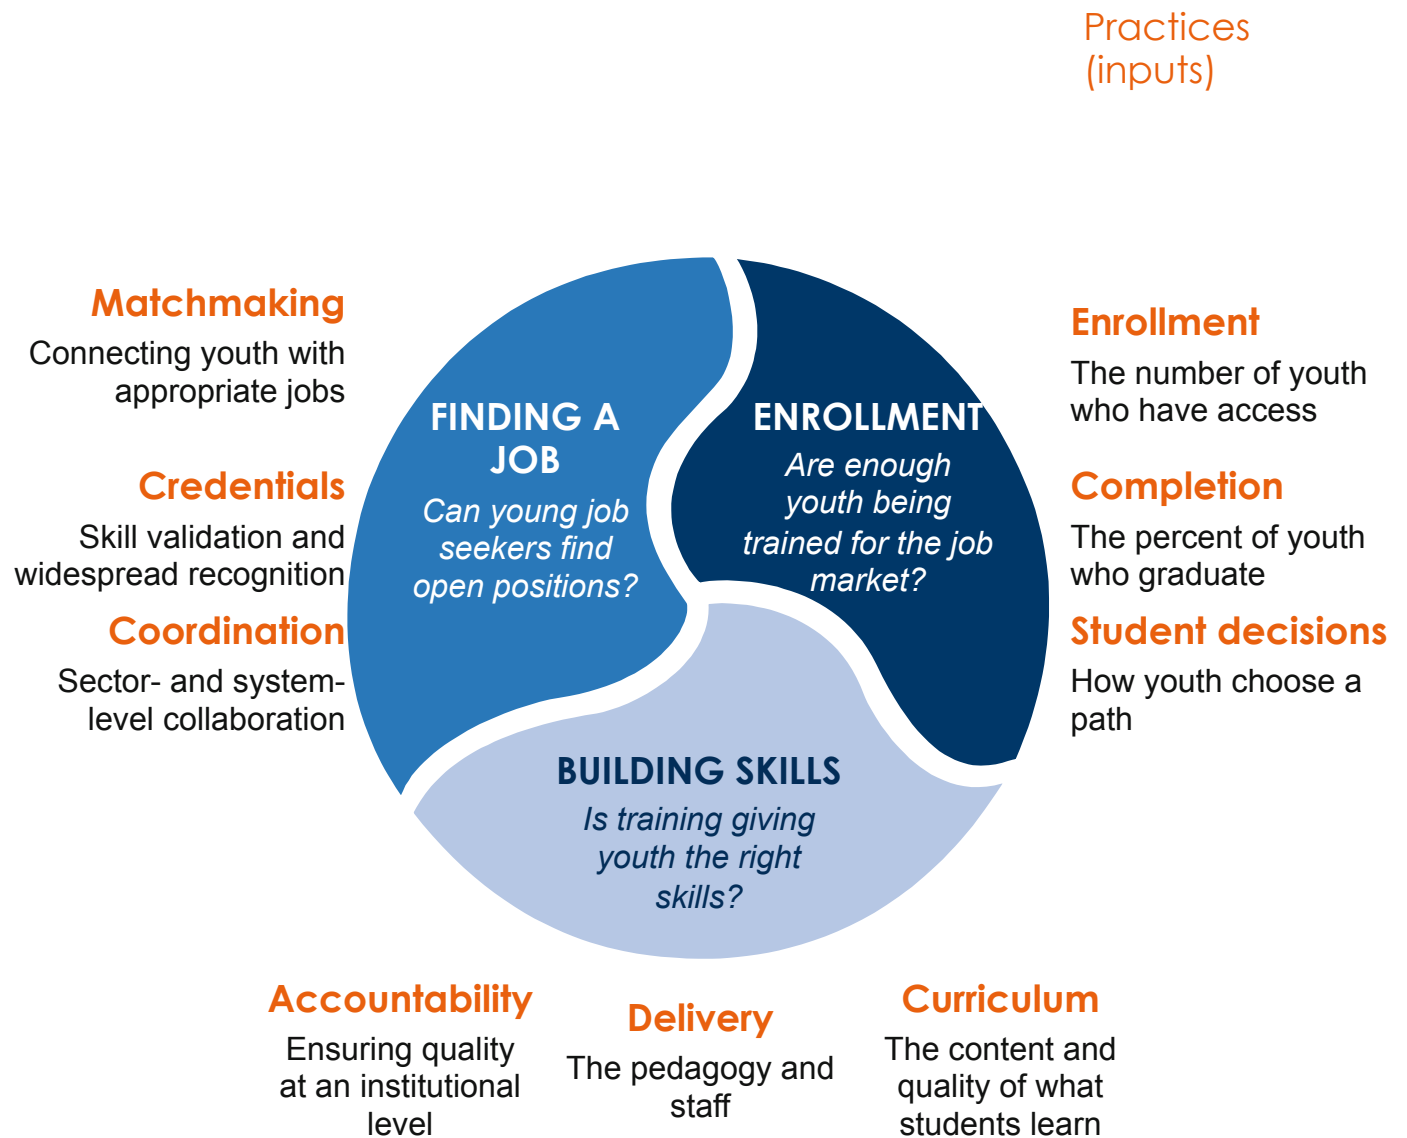 Practices
(inputs)
Matchmaking
Connecting youth with
appropriate jobs
Credentials
Skill validation and
widespread recognition
Coordination
Sector- and system-
level collaboration
FINDING A
JOB
Can young job
seekers find
open positions?
ENROLLMENT
Are enough
youth being
trained for the job
market?
Enrollment
The number of youth
who have access
Completion
The percent of youth
who graduate
Student decisions
How youth choose a
path
BUILDING SKILLS
Is training giving
youth the right
skills?
Accountability
Ensuring quality
at an institutional
level
Delivery
The pedagogy and
staff
Curriculum
The content and
quality of what
students learn